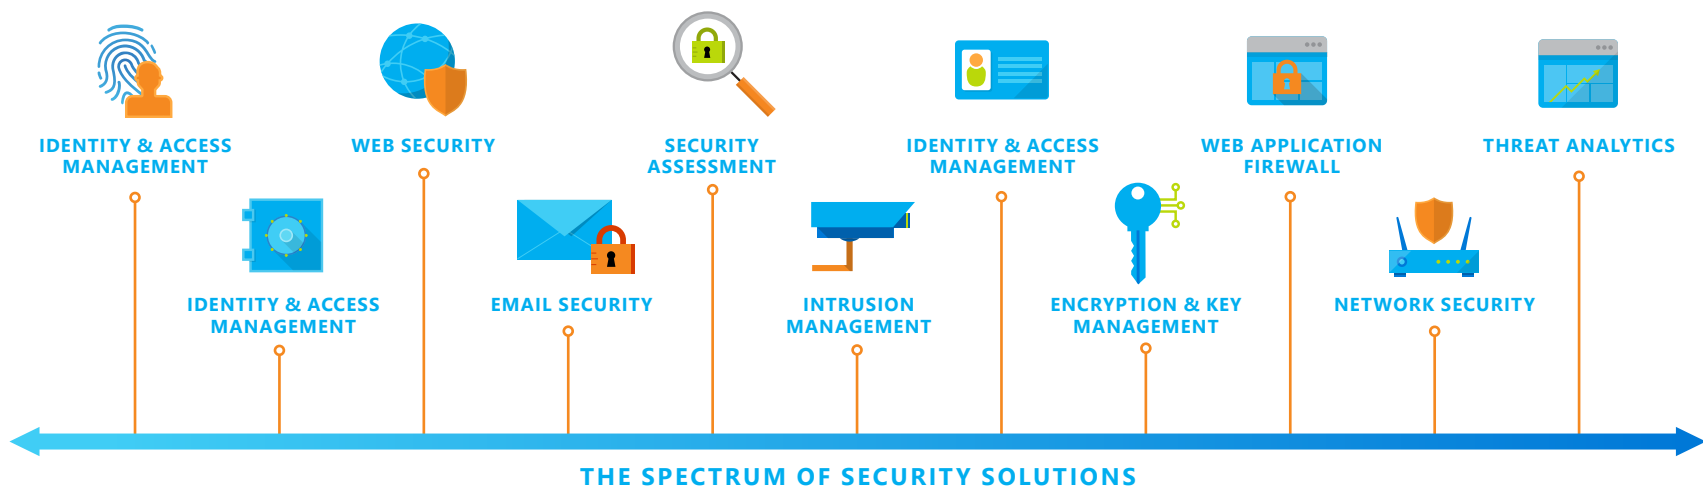 IDENTITY & ACCESS
MANAGEMENT
WEB SECURITY
SECURITY
ASSESSMENT
IDENTITY & ACCESS
MANAGEMENT
WEB APPLICATION
FIREWALL
THREAT ANALYTICS
IDENTITY & ACCESS
MANAGEMENT
EMAIL SECURITY
INTRUSION
MANAGEMENT
ENCRYPTION & KEY
MANAGEMENT
NETWORK SECURITY
THE SPECTRUM OF SECURITY SOLUTIONS